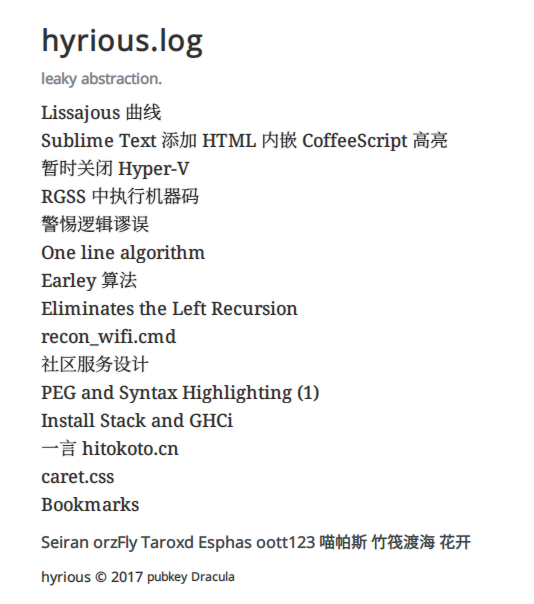 hyrious.log
leaky abstraction.
Lissajous 曲线
Sublime Text 添加 HTML 内嵌 CoffeeScript 高亮
暂时关闭 Hyper-V
RGSS 中执行机器码
警惕逻辑谬误
One line algorithm
Earley 算法
Eliminates the Left Recursion
recon_wifi.cmd
社区服务设计
PEG and Syntax Highlighting (1)
Install Stack and GHCi
一言 hitokoto.cn
caret.css
Bookmarks
Seiran orzFly Taroxd Esphas oott123 喵帕斯 竹筏渡海 花开
hyrious © 2017 pubkey Dracula